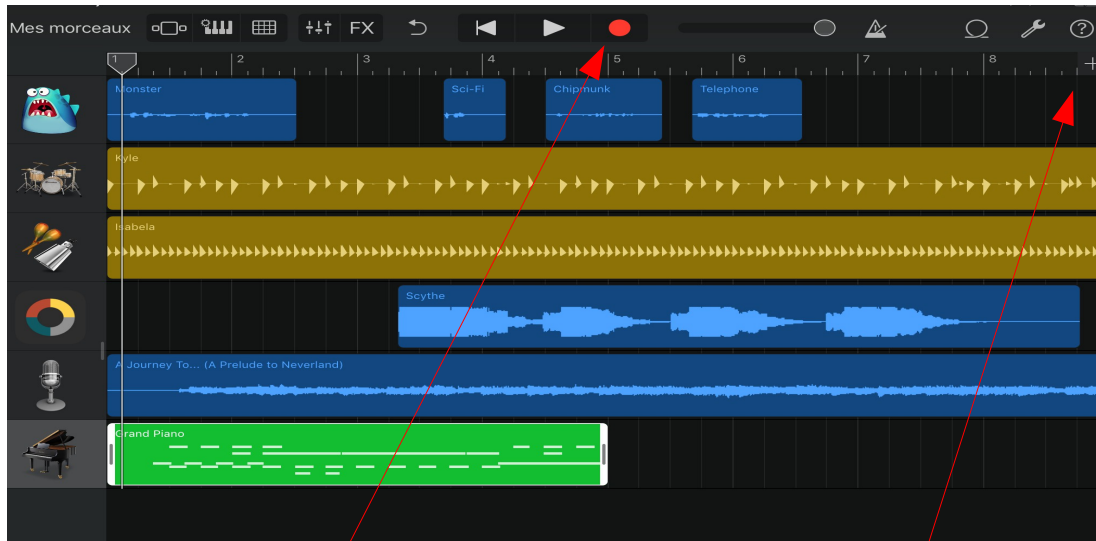 Mes morceaux FX ?
1 2 3 4 5 6 7 8 +
Monster Sci-Fi Chipmunk Telephone
Kyle
Isabela
Scythe
A Journey To... (A Prelude to Neverland)
Grand Piano